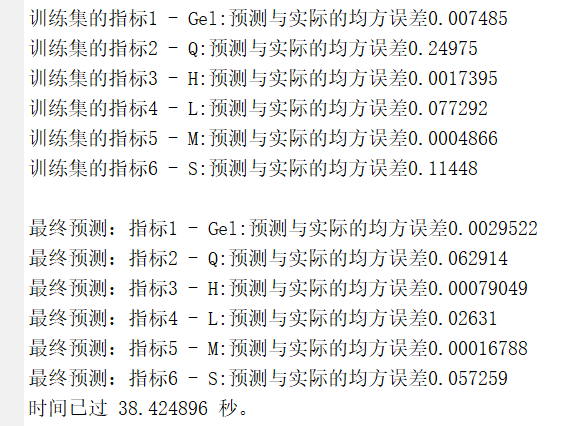 训练集的指标1 - Gel:预测与实际的均方误差0.007485
训练集的指标2 - Q:预测与实际的均方误差0.24975
训练集的指标3 - H:预测与实际的均方误差0.0017395
训练集的指标4 - L:预测与实际的均方误差0.077292
训练集的指标5 - M:预测与实际的均方误差0.0004866
训练集的指标6 - S:预测与实际的均方误差0.11448
最终预测: 指标1 - Gel:预测与实际的均方误差0.0029522
最终预测: 指标2 - Q:预测与实际的均方误差0.062914
最终预测: 指标3 - H:预测与实际的均方误差0.00079049
最终预测: 指标4 - L:预测与实际的均方误差0.02631
最终预测: 指标5 - M:预测与实际的均方误差0.00016788
最终预测: 指标6 - S:预测与实际的均方误差0.057259
时间已过 38.424896 秒。